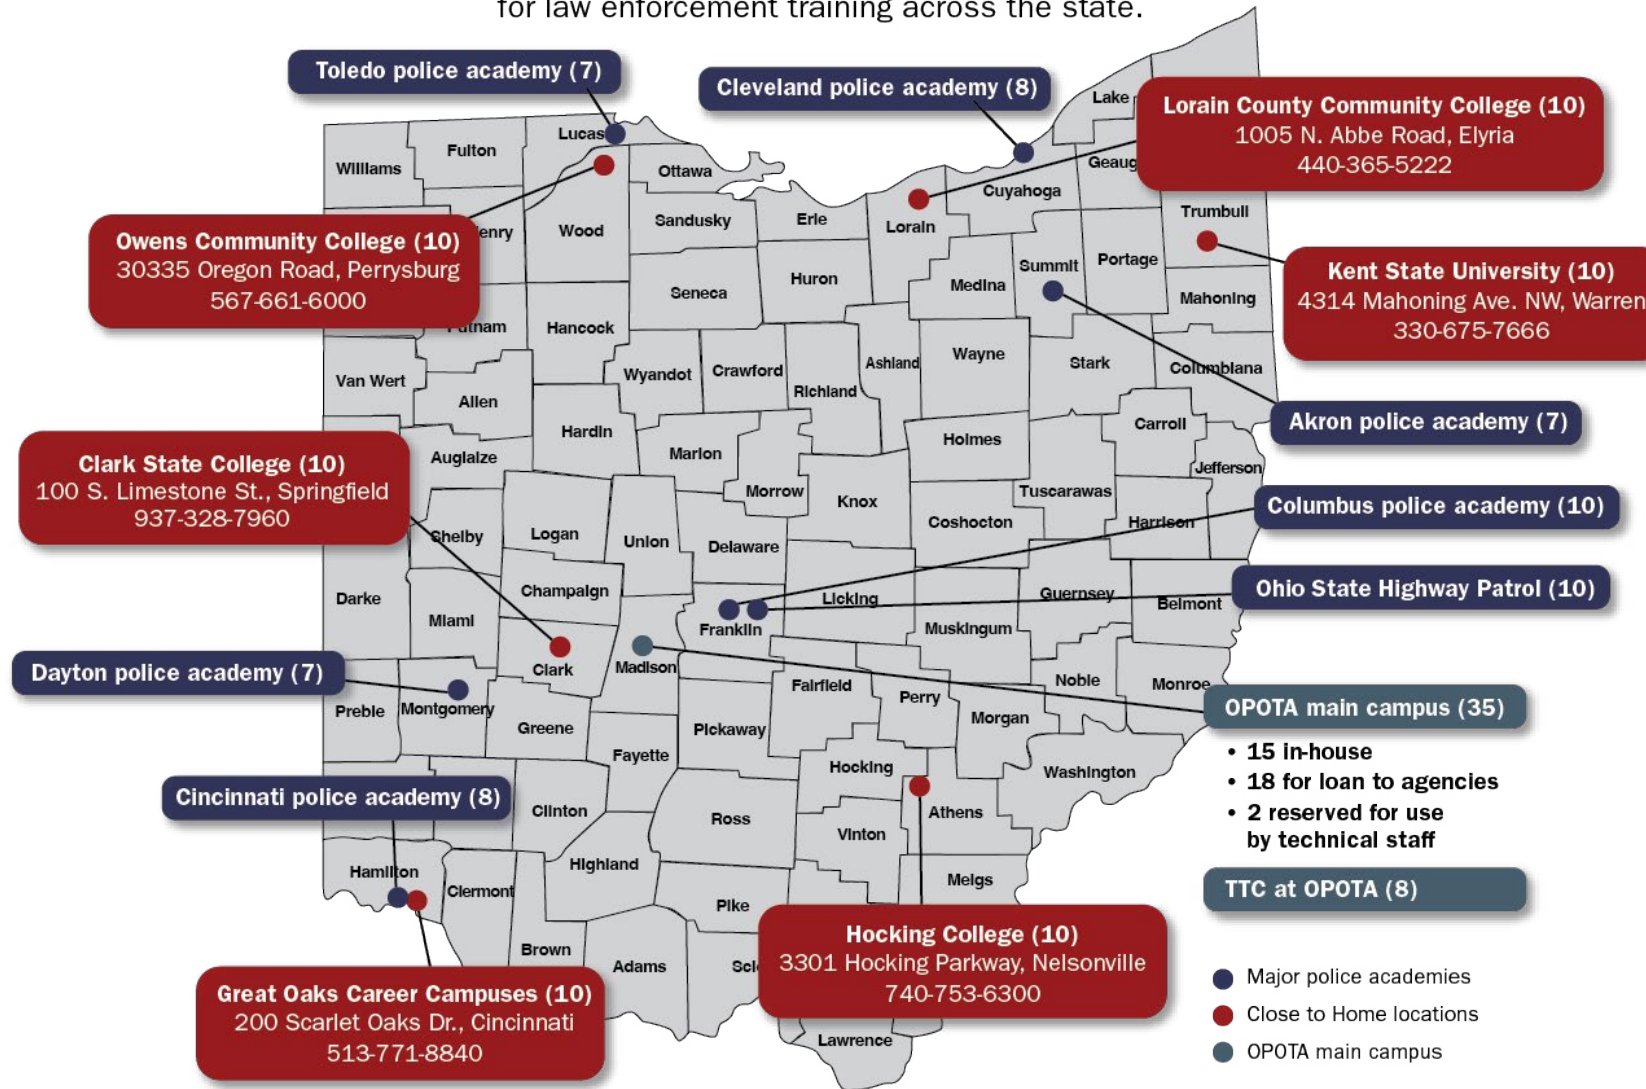 for law enforcement training across the state.
Toledo police academy (7)
Cleveland police academy (8)
Lorain County Community College (10)
1005 N. Abbe Road, Elyria
440-365-5222
Owens Community College (10)
30335 Oregon Road, Perrysburg
567-661-6000
Kent State University (10)
4314 Mahoning Ave. NW, Warren
330-675-7666
Akron police academy (7)
Clark State College (10)
100 S. Limestone St., Springfield
937-328-7960
Columbus police academy (10)
Ohio State Highway Patrol (10)
Dayton police academy (7)
OPOTA main campus (35)
• 15 in-house
• 18 for loan to agencies
• 2 reserved for use
by technical staff
Cincinnati police academy (8)
TTC at OPOTA (8)
Hocking College (10)
3301 Hocking Parkway, Nelsonville
740-753-6300
Great Oaks Career Campuses (10)
200 Scarlet Oaks Dr., Cincinnati
513-771-8840
Major police academies
Close to Home locations
OPOTA main campus
Williams
Fulton
Lucas
Ottawa
Lake
Geaug
Cuyahoga
Trumbull
enry
Wood
Sandusky
Erie
Lorain
Huron
Medina
Summit
Portage
Mahoning
Seneca
utnam
Hancock
Van Wert
Allen
Wyandot
Crawford
Richland
Ashland
Wayne
Stark
Columbiana
Hardin
Marion
Morrow
Knox
Holmes
Carroll
Jefferson
Auglaize
Shelby
Logan
Union
Delaware
Coshocton
Tuscarawas
Harrison
Darke
Miami
Champaign
Clark
Madison
Franklin
Licking
Muskingum
Guernsey
Belmont
Preble
Montgomery
Greene
Fayette
Pickaway
Fairfield
Perry
Morgan
Noble
Monroe
Washington
Hocking
Athens
Clinton
Ross
Vinton
Hamilton
Clermont
Highland
Pike
Meigs
Brown
Adams
Sci
Lawrence